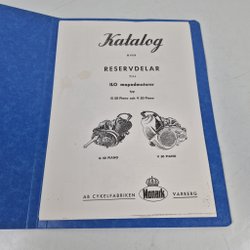 Katalog
över
RESERVDELAR
till
ILO mopedmotorer
typ
G 50 Piano och V 50 Piano
G 50 PIANO
V 50 PIANO
AB CYKELFABRIKEN Monark VARBERG